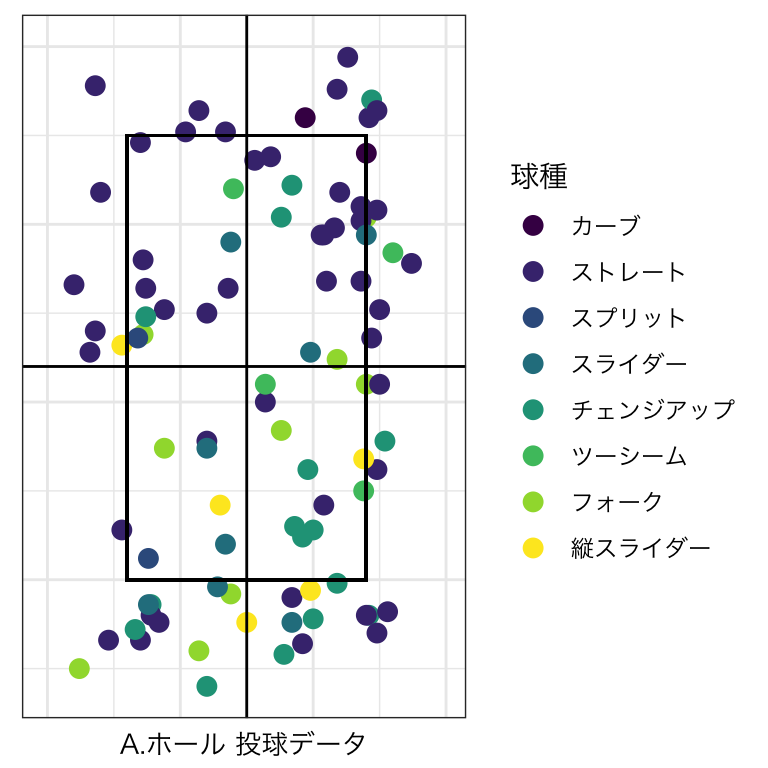 球種
カーブ
ストレート
スプリット
スライダー
チェンジアップ
ツーシーム
フォーク
縦スライダー
A.ホール 投球データ